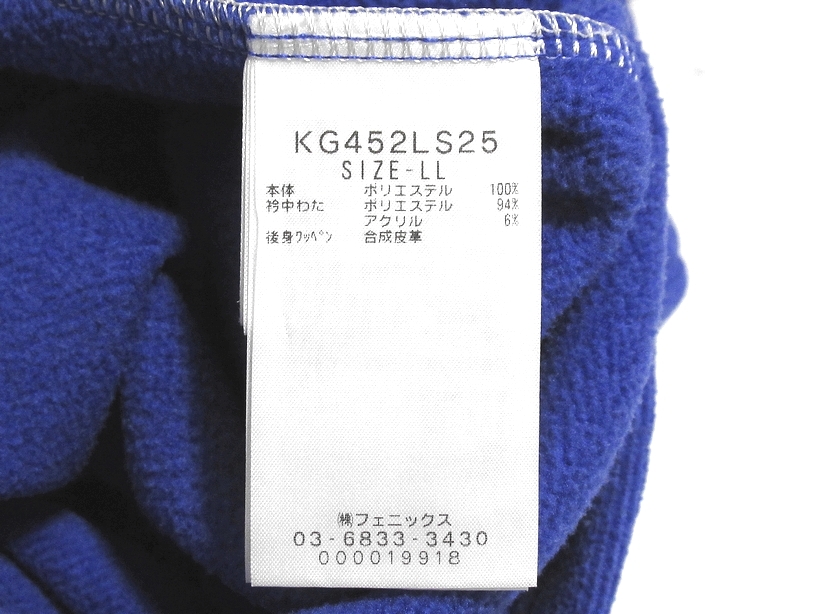 KG452LS25
SIZE-LL
本体 ポリエステル 100%
衿中わた ポリエステル 94%
アクリル 6%
後身ﾜｯﾍﾟﾝ 合成皮革
㈱フェニックス
03-6833-3430
000019918